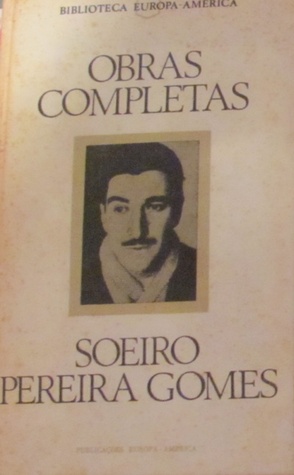 BIBLIOTECA EUROPA-AMÉRICA
OBRAS
COMPLETAS
SOEIRO
PEREIRA GOMES
PUBLICAÇÕES EUROPA-AMÉRICA